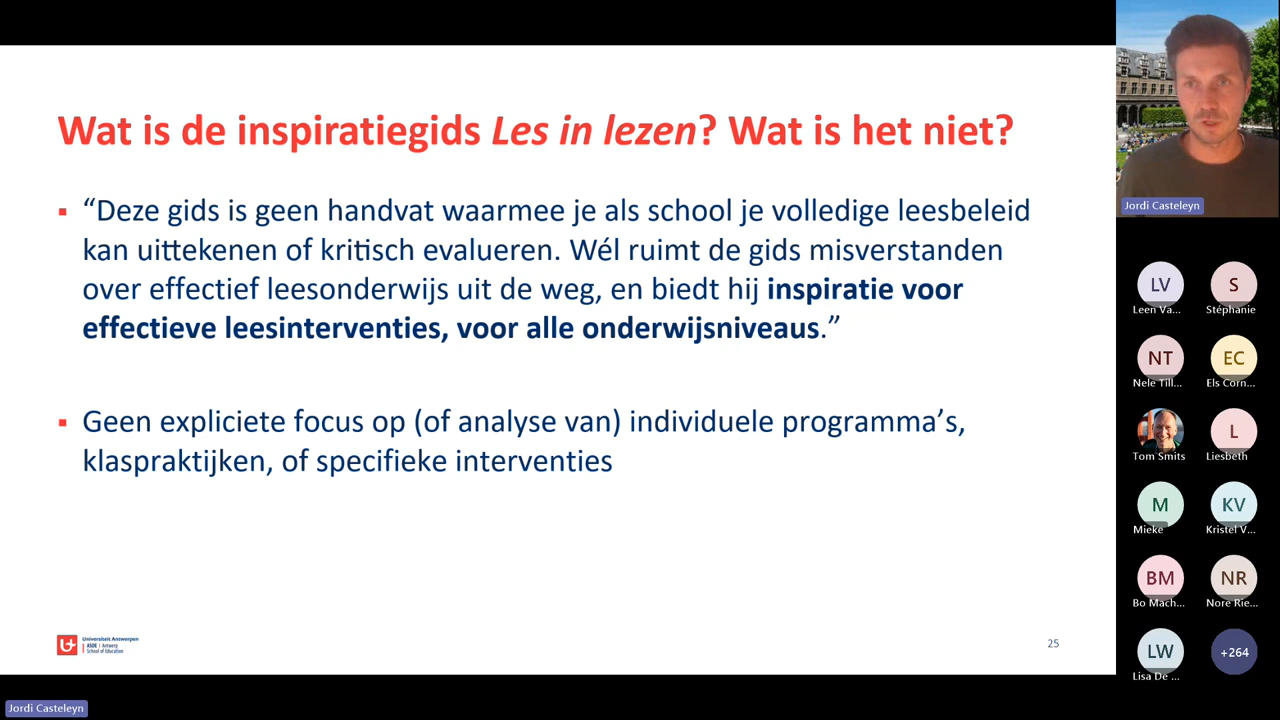 Wat is de inspiratiegids Les in lezen? Wat is het niet?
“Deze gids is geen handvat waarmee je als school je volledige leesbeleid
kan uittekenen of kritisch evalueren. Wél ruimt de gids misverstanden
over effectief leesonderwijs uit de weg, en biedt hij inspiratie voor
effectieve leesinterventies, voor alle onderwijsniveaus.”
Geen expliciete focus op (of analyse van) individuele programma’s,
klaspraktijken, of specifieke interventies
Universiteit Antwerpen
ASOE | Antwerp
School of Education
25
Jordi Casteleyn
LV
Leen Va...
S
Stéphanie
NT
Nele Till...
EC
Els Corn...
Tom Smits
L
Liesbeth
M
Mieke
KV
Kristel V...
BM
Bo Mach...
NR
Nore Rie...
LW
Lisa De ...
+264
Jordi Casteleyn